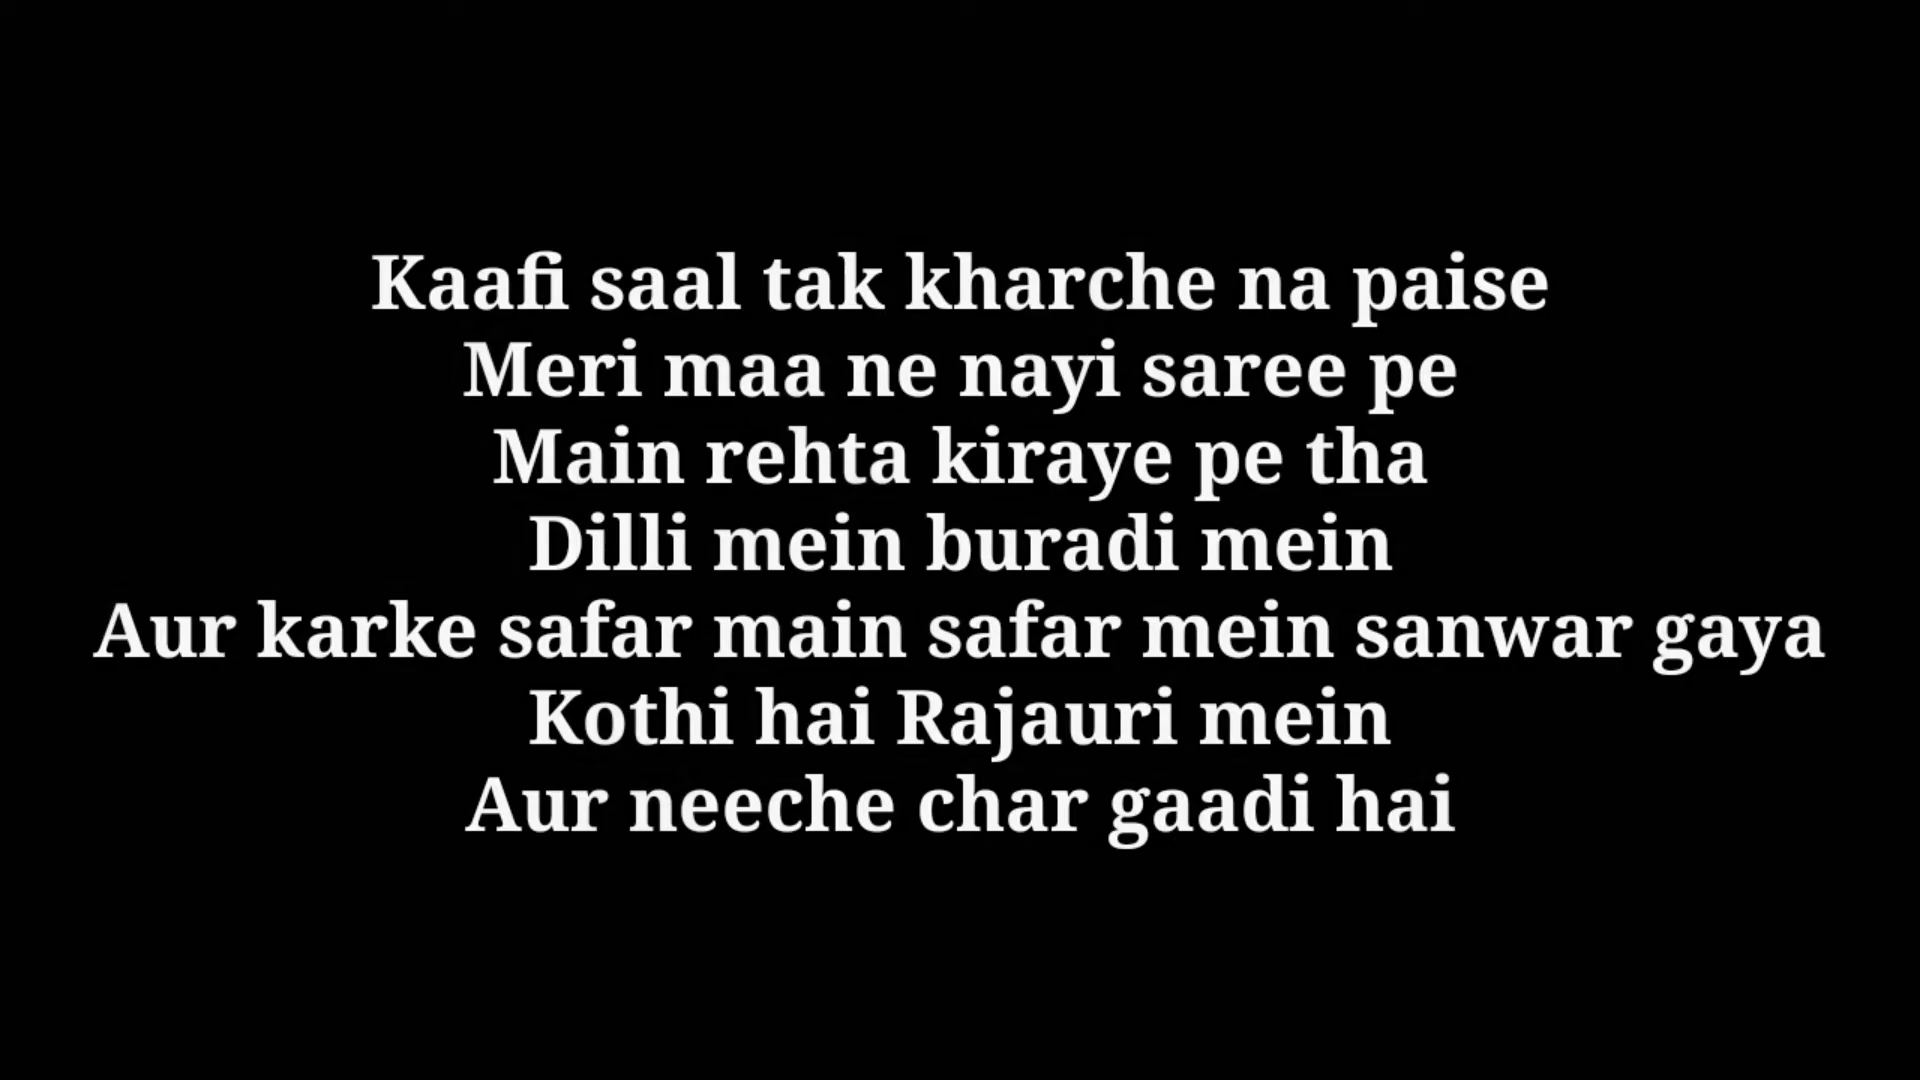 Kaafi saal tak kharche na paise
Meri maa ne nayi saree pe
Main rehta kiraye pe tha
Dilli mein buradi mein
Aur karke safar main safar mein sanwar gaya
Kothi hai Rajauri mein
Aur neeche char gaadi hai